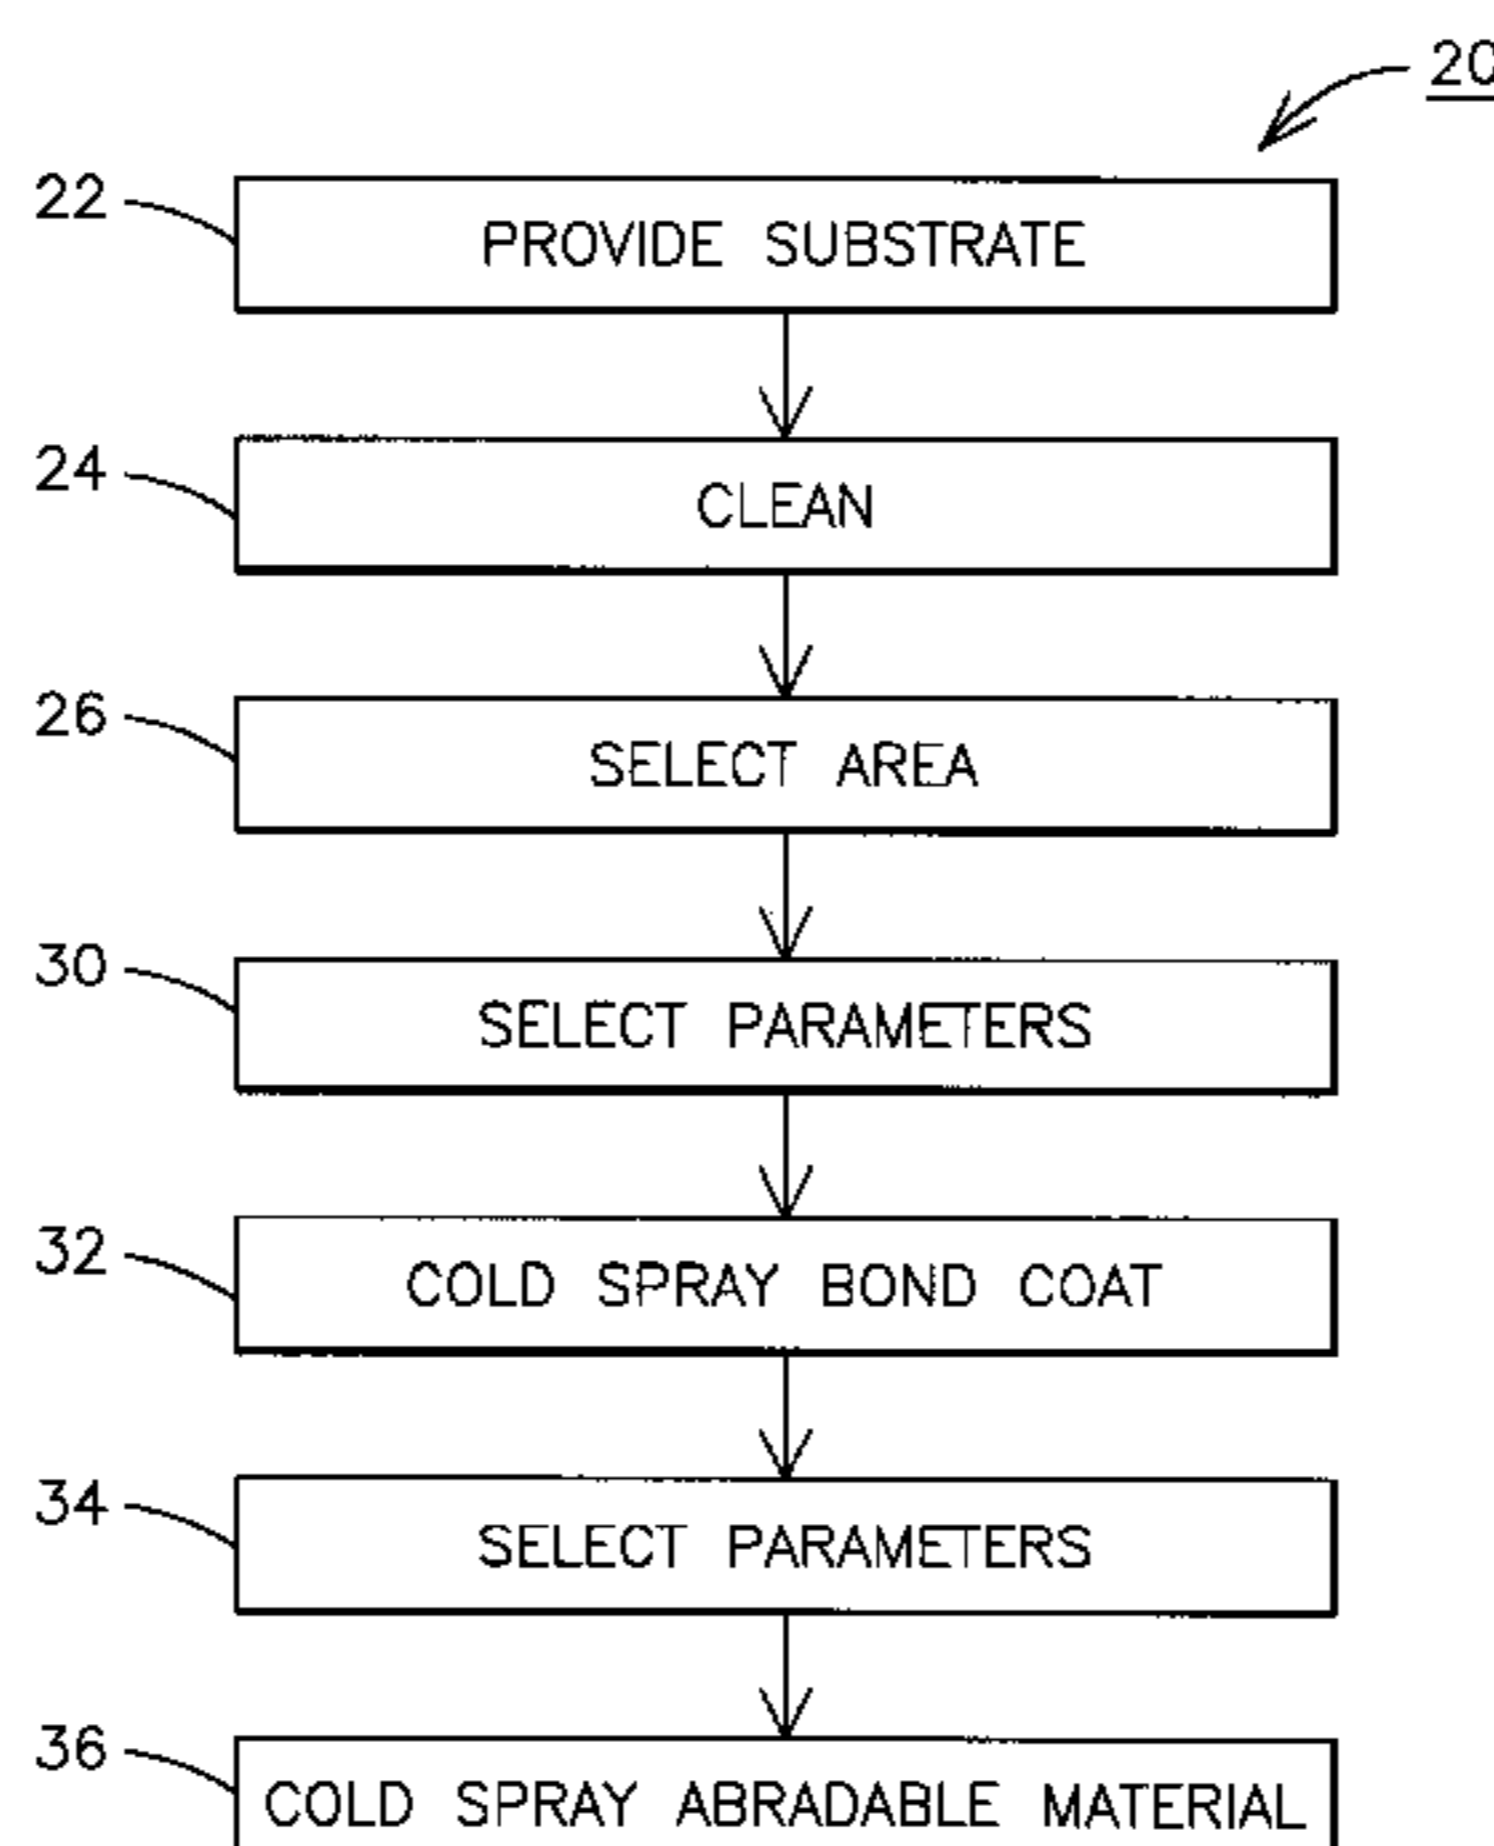 20
22
PROVIDE SUBSTRATE
24
CLEAN
26
SELECT AREA
30
SELECT PARAMETERS
32
COLD SPRAY BOND COAT
34
SELECT PARAMETERS
36
COLD SPRAY ABRADABLE MATERIAL